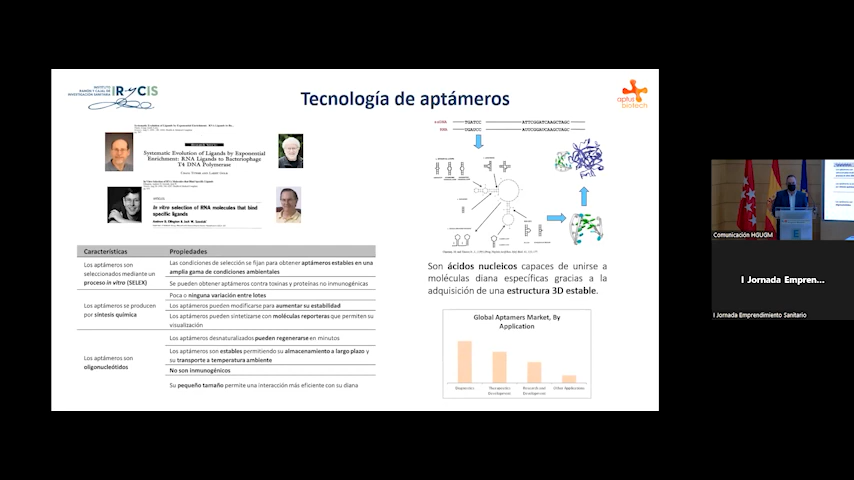 INSTITUTO
RAMÓN Y CAJAL DE
INVESTIGACIÓN SANITARIA
IRyCIS
Tecnología de aptámeros
aptus
biotech
Systematic Evolution of Ligands by Exponential
Enrichment: RNA Ligands to Bacteriophage
T4 DNA Polymerase
In vitro selection of RNA molecules that bind
specific ligands
Características Propiedades
Los aptámeros son
seleccionados mediante un
proceso in vitro (SELEX)
Las condiciones de selección se fijan para obtener aptámeros estables en una
amplia gama de condiciones ambientales
Se pueden obtener aptámeros contra toxinas y proteínas no inmunogénicas
Los aptámeros se producen
por síntesis química
Poca o ninguna variación entre lotes
Los aptámeros pueden modificarse para aumentar su estabilidad
Los aptámeros pueden sintetizarse con moléculas reporteras que permiten su
visualización
Los aptámeros son
oligonucleótidos
Los aptámeros desnaturalizados pueden regenerarse en minutos
Los aptámeros son estables permitiendo su almacenamiento a largo plazo y
su transporte a temperatura ambiente
No son inmunogénicos
Su pequeño tamaño permite una interacción más eficiente con su diana
Son ácidos nucleicos capaces de unirse a
moléculas diana específicas gracias a la
adquisición de una estructura 3D estable.
Global Aptamers Market, By
Application
Diagnostics
Therapeutics
Development
Research and
Development
Other Applications
Comunicación HGUGM
I Jornada Empren...
I Jornada Emprendimiento Sanitario